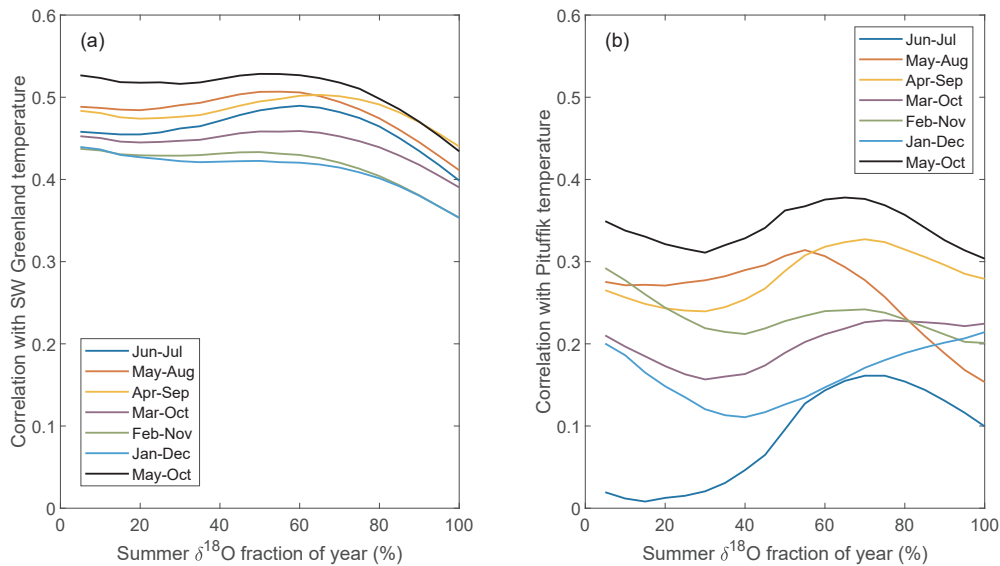 (a)
0.6
0.5
0.4
0.3
0.2
0.1
0
Correlation with SW Greenland temperature
Jun-Jul
May-Aug
Apr-Sep
Mar-Oct
Feb-Nov
Jan-Dec
May-Oct
0 20 40 60 80 100
Summer δ¹⁸O fraction of year (%)
(b)
0.6
0.5
0.4
0.3
0.2
0.1
0
Correlation with Pituffik temperature
Jun-Jul
May-Aug
Apr-Sep
Mar-Oct
Feb-Nov
Jan-Dec
May-Oct
0 20 40 60 80 100
Summer δ¹⁸O fraction of year (%)